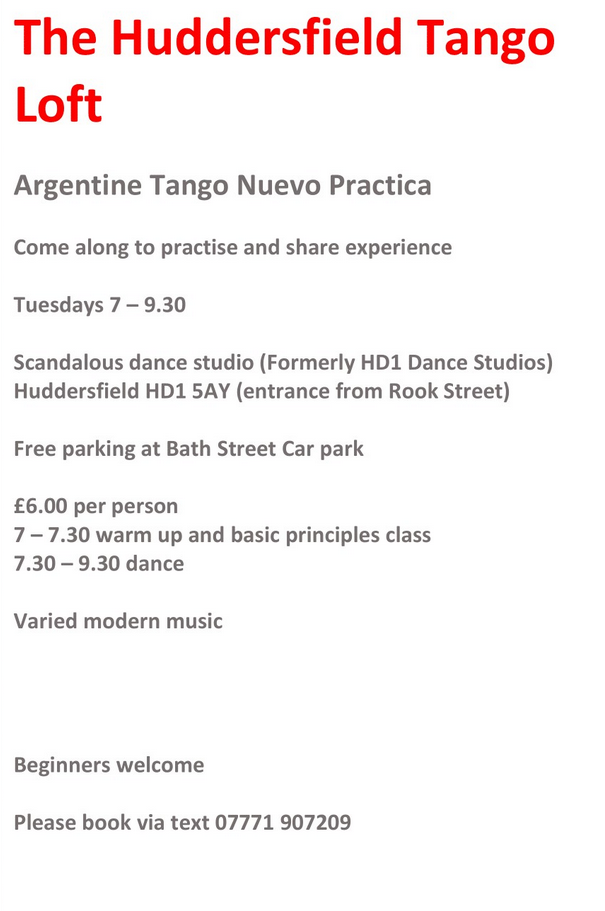 The Huddersfield Tango
Loft
Argentine Tango Nuevo Practica
Come along to practise and share experience
Tuesdays 7 – 9.30
Scandalous dance studio (Formerly HD1 Dance Studios)
Huddersfield HD1 5AY (entrance from Rook Street)
Free parking at Bath Street Car park
£6.00 per person
7 – 7.30 warm up and basic principles class
7.30 – 9.30 dance
Varied modern music
Beginners welcome
Please book via text 07771 907209